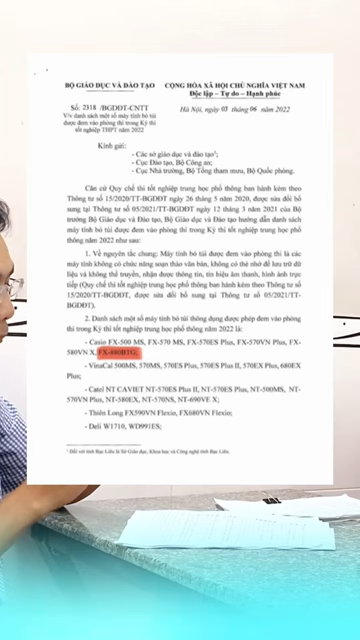 BỘ GIÁO DỤC VÀ ĐÀO TẠO
CỘNG HÒA XÃ HỘI CHỦ NGHĨA VIỆT NAM
Độc lập – Tự do – Hạnh phúc
Số: 2318 /BGDĐT-CNTT
Hà Nội, ngày 03 tháng 06 năm 2022
V/v danh sách một số máy tính bỏ túi
được đem vào phòng thi trong Kỳ thi
tốt nghiệp THPT năm 2022
Kính gửi:
- Các sở giáo dục và đào tạo¹;
- Cục Đào tạo, Bộ Công an;
- Cục Nhà trường, Bộ Tổng tham mưu, Bộ Quốc phòng.
Căn cứ Quy chế thi tốt nghiệp trung học phổ thông ban hành kèm theo
Thông tư số 15/2020/TT-BGDĐT ngày 26 tháng 5 năm 2020, được sửa đổi
bổ sung tại Thông tư số 05/2021/TT-BGDĐT ngày 12 tháng 3 năm 2021 của Bộ
trưởng Bộ Giáo dục và Đào tạo, Bộ Giáo dục và Đào tạo hướng dẫn danh sách
máy tính bỏ túi được đem vào phòng thi trong Kỳ thi tốt nghiệp trung học phổ
thông năm 2022 như sau:
1. Về nguyên tắc chung: Máy tính bỏ túi được đem vào phòng thi là các
máy tính không có chức năng soạn thảo văn bản, không có thẻ nhớ để lưu trữ dữ
liệu và không thể truyền, nhận được thông tin, tín hiệu âm thanh, hình ảnh trực
tiếp (Quy chế thi tốt nghiệp trung học phổ thông ban hành kèm theo Thông tư số
15/2020/TT-BGDĐT, được sửa đổi bổ sung tại Thông tư số 05/2021/TT-
BGDĐT).
2. Danh sách một số máy tính bỏ túi thông dụng được phép đem vào phòng
thi trong Kỳ thi tốt nghiệp trung học phổ thông năm 2022 là:
- Casio FX-500 MS, FX-570 MS, FX-570ES Plus, FX-570VN Plus, FX-
580VN X, FX-880BTG;
- VinaCal 500MS, 570MS, 570ES Plus, 570ES Plus II, 570EX Plus, 680EX
Plus;
- Catel NT CAVIET NT-570ES Plus II, NT-570ES Plus, NT-500MS, NT-
570VN Plus, NT-580EX, NT-570NS, NT-690VE X;
- Thiên Long FX590VN Flexio, FX680VN Flexio;
- Deli W1710, WD991ES;
¹ Đối với tỉnh Bạc Liêu là Sở Giáo dục, Khoa học và Công nghệ tỉnh Bạc Liêu.